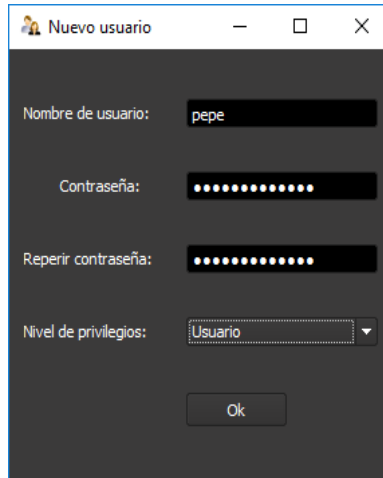 Nuevo usuario
Nombre de usuario: pepe
Contraseña: •••••••••••••
Reperir contraseña: •••••••••••••
Nivel de privilegios: Usuario
Ok